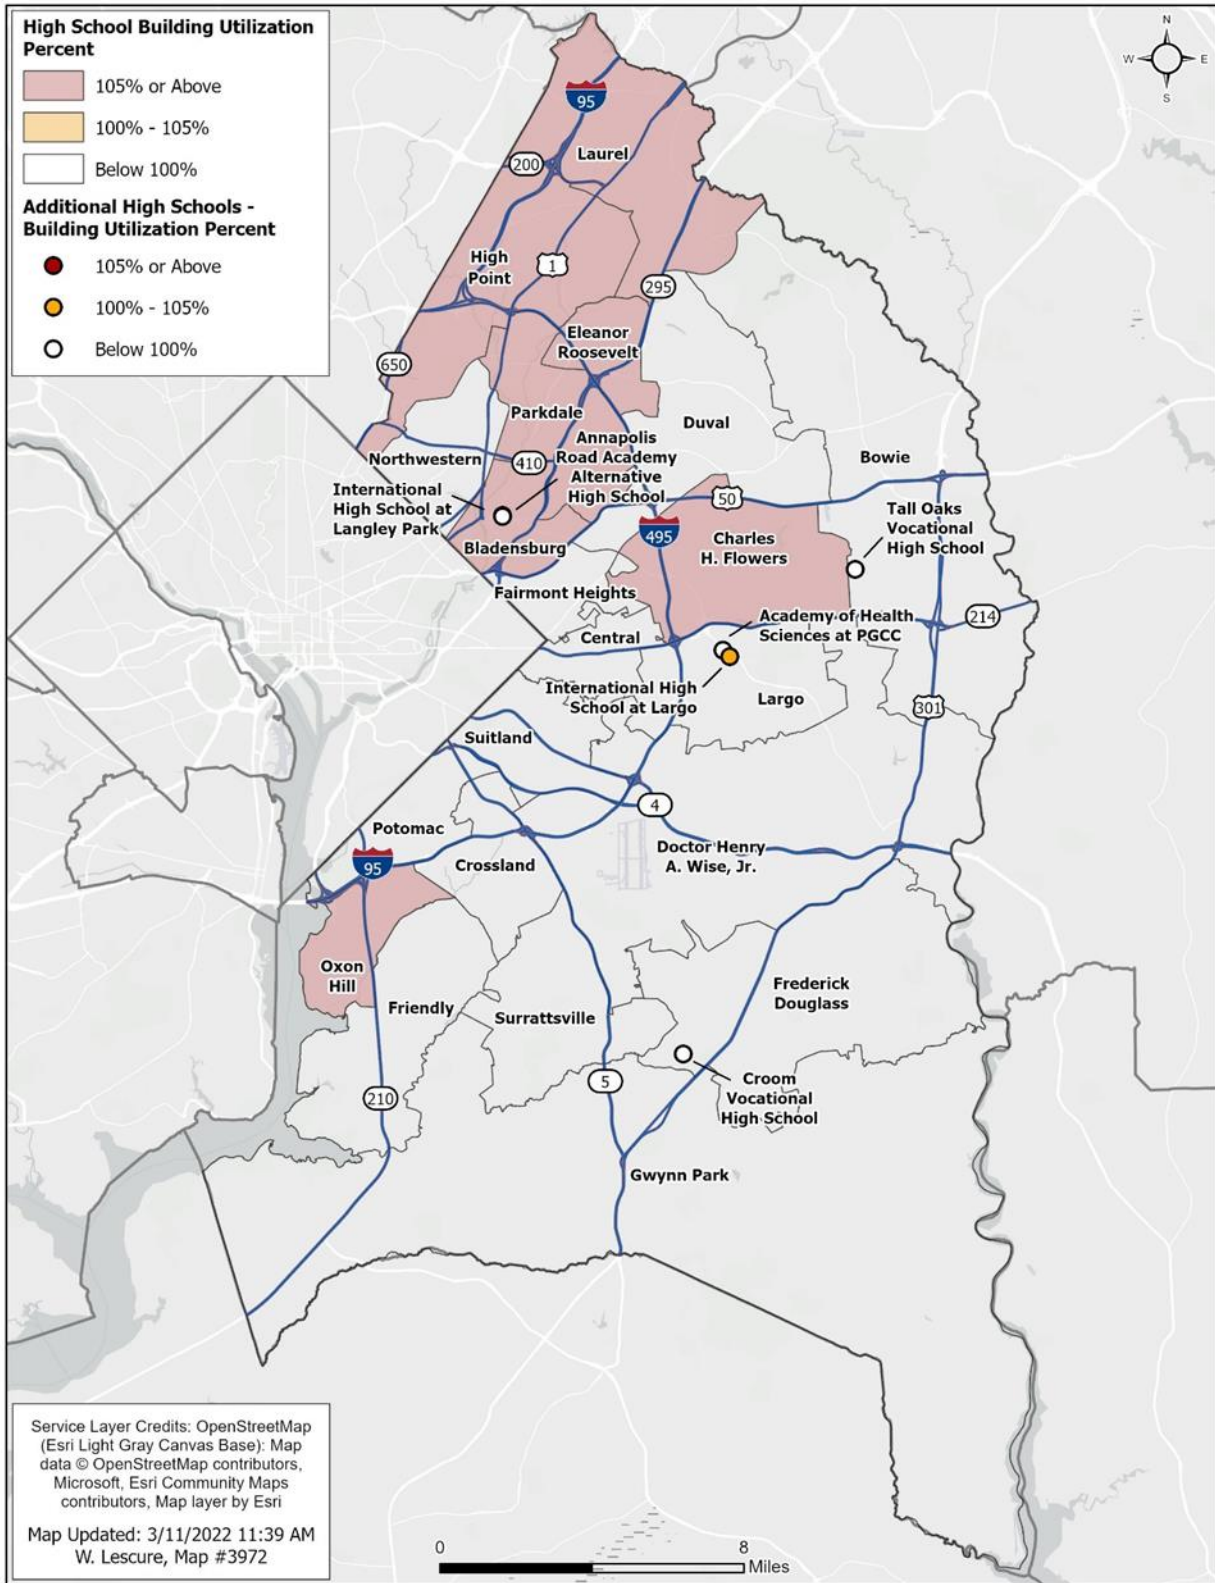 High School Building Utilization
Percent
105% or Above
100% - 105%
Below 100%
Additional High Schools -
Building Utilization Percent
105% or Above
100% - 105%
Below 100%
N
W
E
S
95
200
Laurel
High
Point
1
295
Eleanor
Roosevelt
650
Parkdale
Duval
Annapolis
Road Academy
Alternative
High School
Northwestern
410
Bowie
International
High School at
Langley Park
50
Tall Oaks
Vocational
High School
495
Charles
H. Flowers
Bladensburg
Fairmont Heights
Academy of Health
Sciences at PGCC
214
Central
International High
School at Largo
Largo
301
Suitland
4
Potomac
Doctor Henry
A. Wise, Jr.
95
Crossland
Oxon
Hill
Frederick
Douglass
Friendly
Surrattsville
5
Croom
Vocational
High School
210
Gwynn Park
Service Layer Credits: OpenStreetMap
(Esri Light Gray Canvas Base): Map
data © OpenStreetMap contributors,
Microsoft, Esri Community Maps
contributors, Map layer by Esri
Map Updated: 3/11/2022 11:39 AM
W. Lescure, Map #3972
0
8
Miles